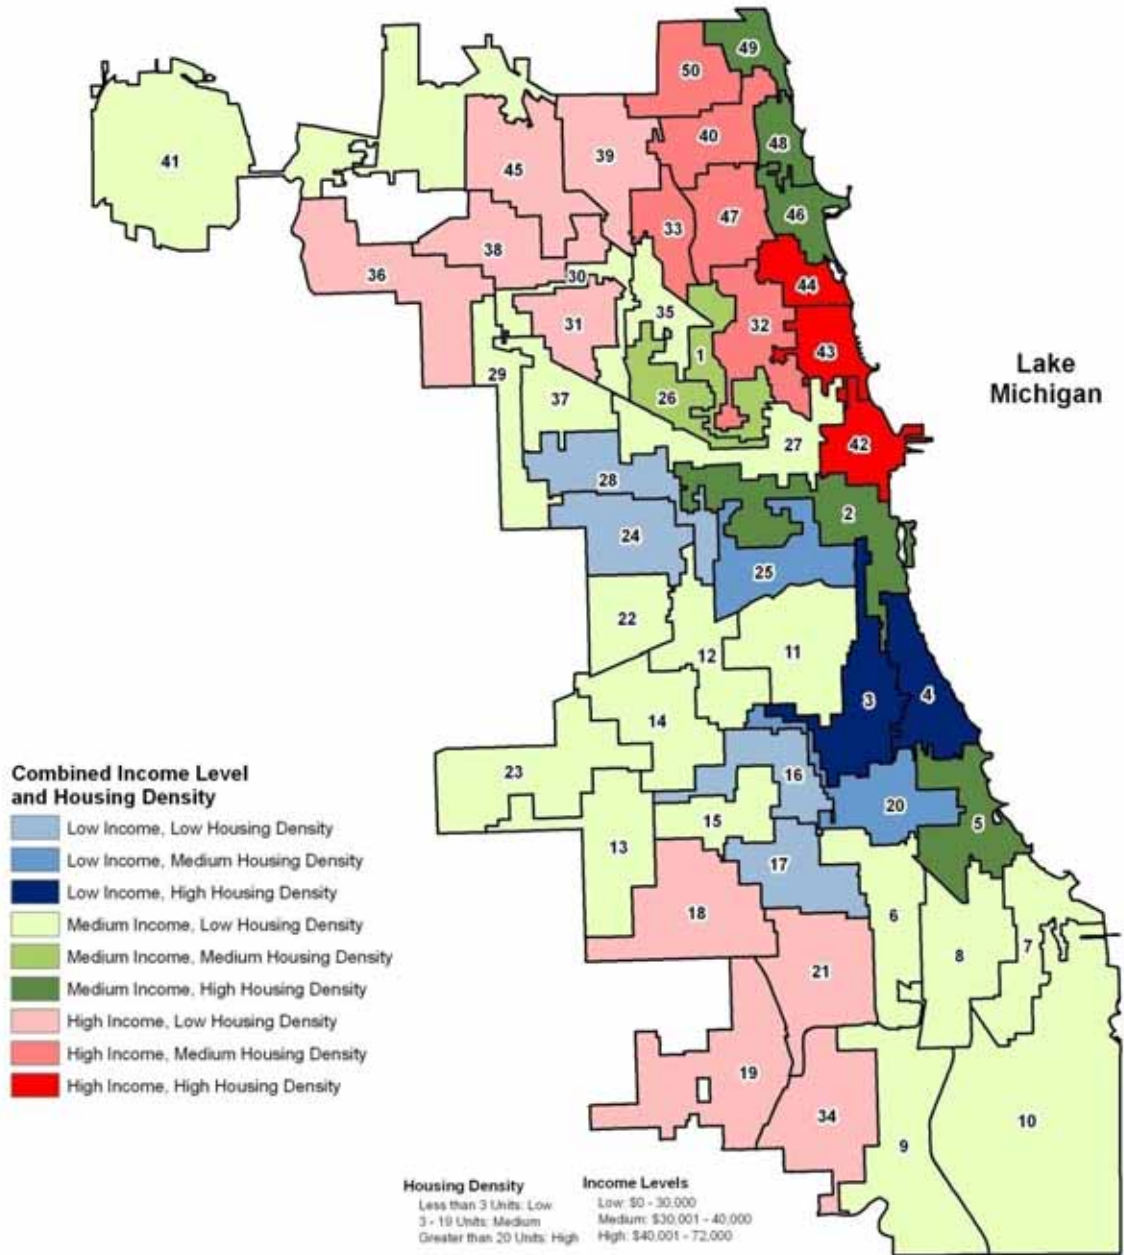 49
50
41
40
48
39
45
47
46
33
38
36
30
44
35
31
32
43
1
Lake
Michigan
29
37
26
27
42
28
2
24
25
22
12
11
3
4
14
Combined Income Level
and Housing Density
23
16
20
15
5
13
17
Low Income, Low Housing Density
Low Income, Medium Housing Density
Low Income, High Housing Density
Medium Income, Low Housing Density
Medium Income, Medium Housing Density
Medium Income, High Housing Density
High Income, Low Housing Density
High Income, Medium Housing Density
High Income, High Housing Density
18
6
7
8
21
19
34
10
9
Housing Density
Less than 3 Units: Low
3 - 19 Units: Medium
Greater than 20 Units: High
Income Levels
Low: $0 - 30,000
Medium: $30,001 - 40,000
High: $40,001 - 72,000